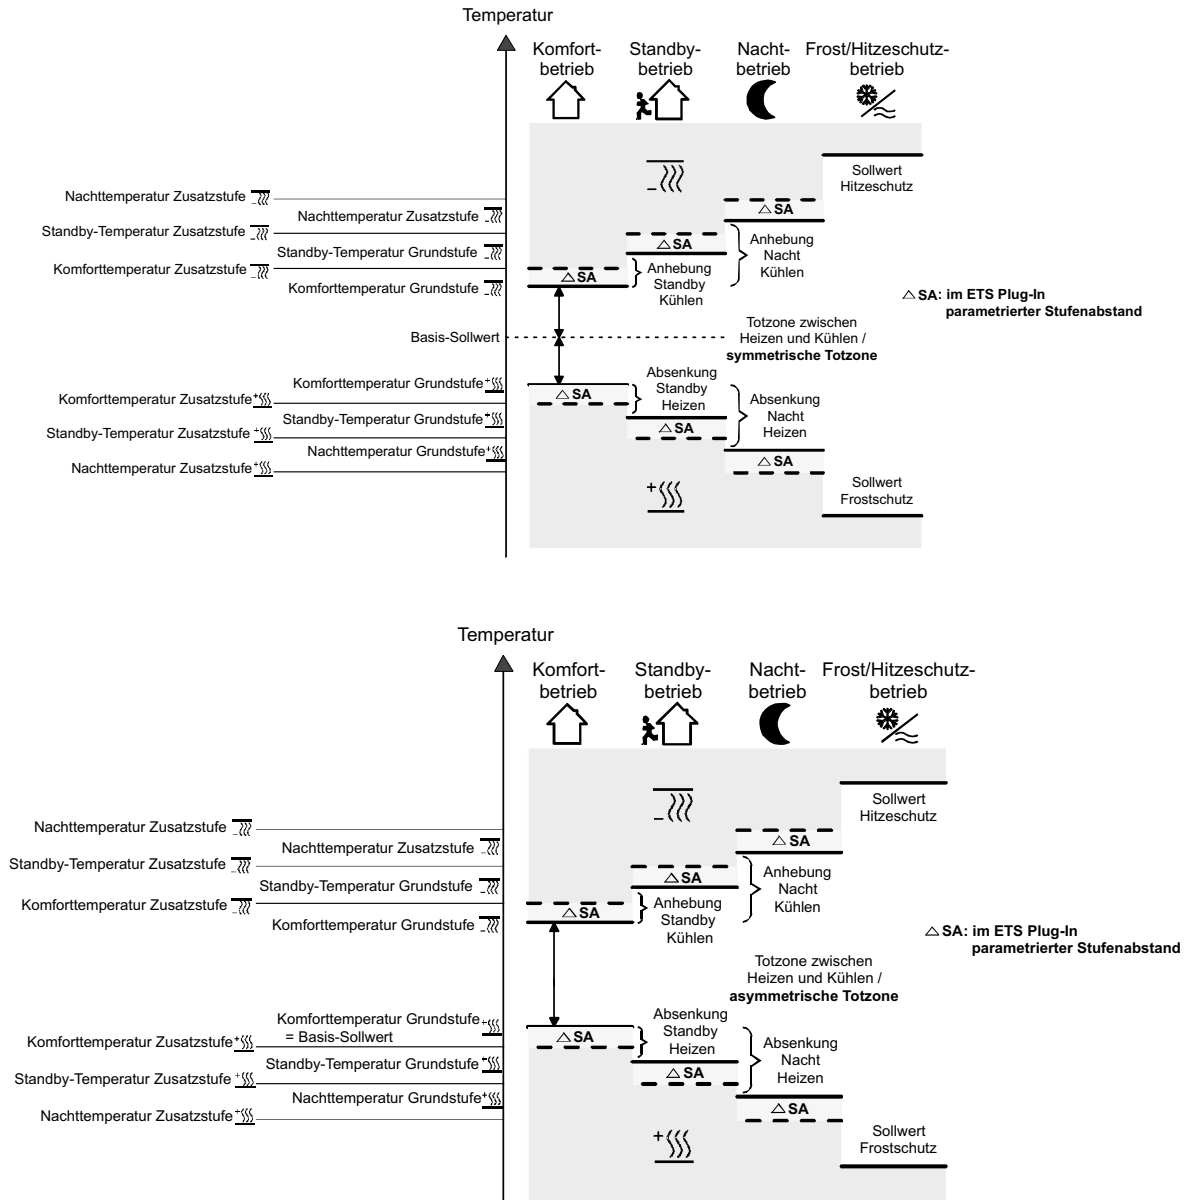 Temperatur
Komfort-
betrieb
Standby-
betrieb
Nacht-
betrieb
Frost/Hitzeschutz-
betrieb
Sollwert
Hitzeschutz
Nachttemperatur Zusatzstufe
Nachttemperatur Zusatzstufe
Standby-Temperatur Zusatzstufe
Standby-Temperatur Grundstufe
Komforttemperatur Zusatzstufe
Komforttemperatur Grundstufe
△ SA
△ SA
△ SA
Anhebung
Standby
Kühlen
Anhebung
Nacht
Kühlen
△ SA: im ETS Plug-In
parametrierter Stufenabstand
Basis-Sollwert
Totzone zwischen
Heizen und Kühlen /
symmetrische Totzone
Komforttemperatur Grundstufe
Komforttemperatur Zusatzstufe
Standby-Temperatur Grundstufe
Standby-Temperatur Zusatzstufe
Nachttemperatur Grundstufe
Nachttemperatur Zusatzstufe
△ SA
△ SA
△ SA
Absenkung
Standby
Heizen
Absenkung
Nacht
Heizen
Sollwert
Frostschutz
Temperatur
Komfort-
betrieb
Standby-
betrieb
Nacht-
betrieb
Frost/Hitzeschutz-
betrieb
Sollwert
Hitzeschutz
Nachttemperatur Zusatzstufe
Nachttemperatur Zusatzstufe
Standby-Temperatur Zusatzstufe
Standby-Temperatur Grundstufe
Komforttemperatur Zusatzstufe
Komforttemperatur Grundstufe
△ SA
△ SA
△ SA
Anhebung
Standby
Kühlen
Anhebung
Nacht
Kühlen
△ SA: im ETS Plug-In
parametrierter Stufenabstand
Totzone zwischen
Heizen und Kühlen /
asymmetrische Totzone
Komforttemperatur Grundstufe
= Basis-Sollwert
Komforttemperatur Zusatzstufe
Standby-Temperatur Grundstufe
Standby-Temperatur Zusatzstufe
Nachttemperatur Grundstufe
Nachttemperatur Zusatzstufe
△ SA
△ SA
△ SA
Absenkung
Standby
Heizen
Absenkung
Nacht
Heizen
Sollwert
Frostschutz